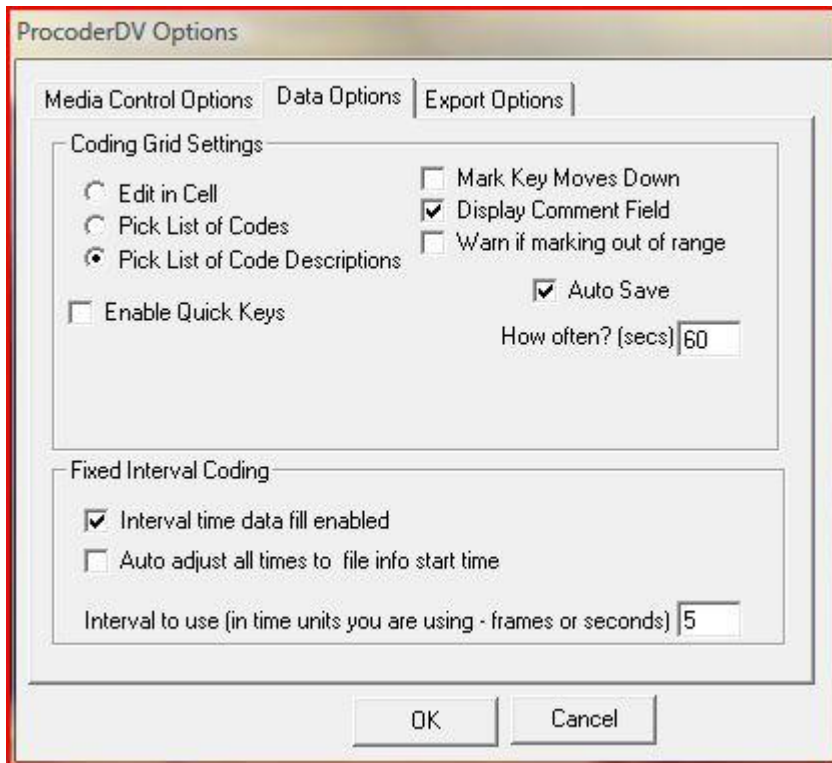 ProcoderDV Options
Media Control Options Data Options Export Options
Coding Grid Settings
Edit in Cell
Pick List of Codes
Pick List of Code Descriptions
Enable Quick Keys
Mark Key Moves Down
Display Comment Field
Warn if marking out of range
Auto Save
How often? (secs) 60
Fixed Interval Coding
Interval time data fill enabled
Auto adjust all times to file info start time
Interval to use (in time units you are using - frames or seconds) 5
OK Cancel